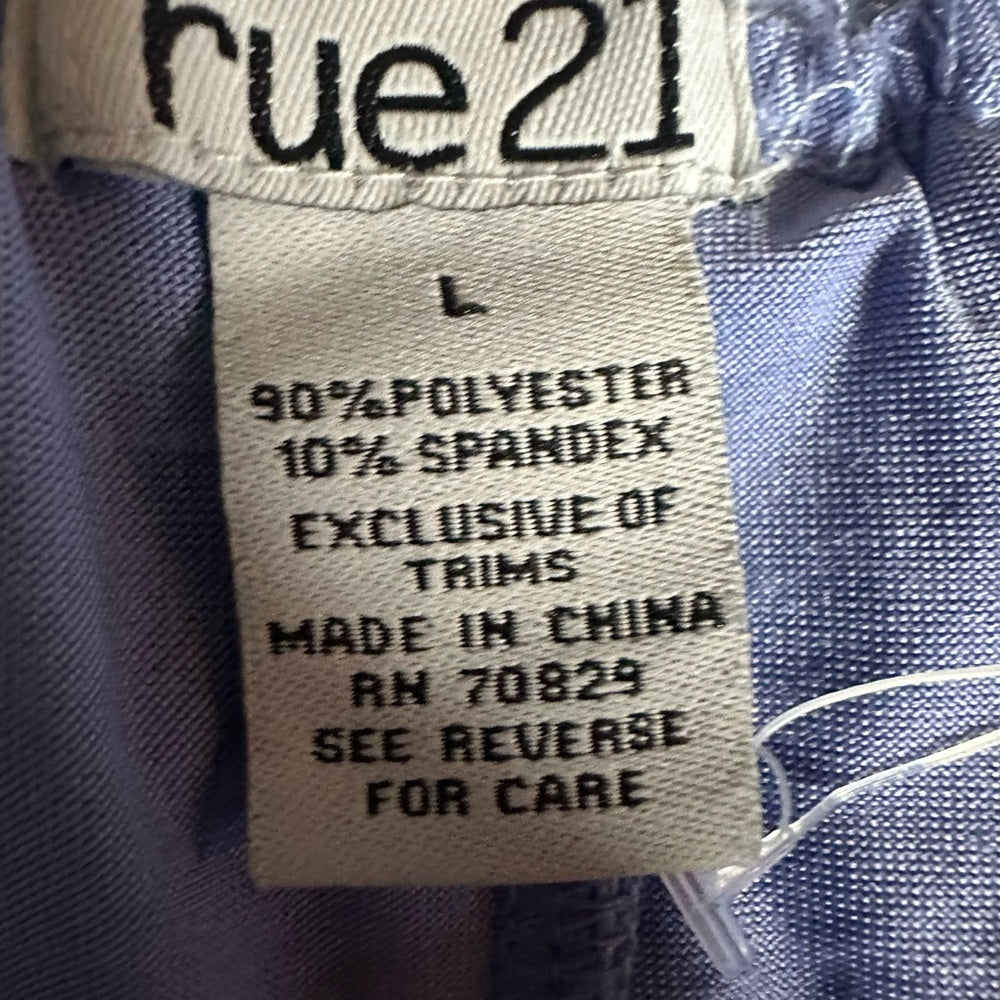 rue21
L
90%POLYESTER
10% SPANDEX
EXCLUSIVE OF
TRIMS
MADE IN CHINA
RN 70829
SEE REVERSE
FOR CARE